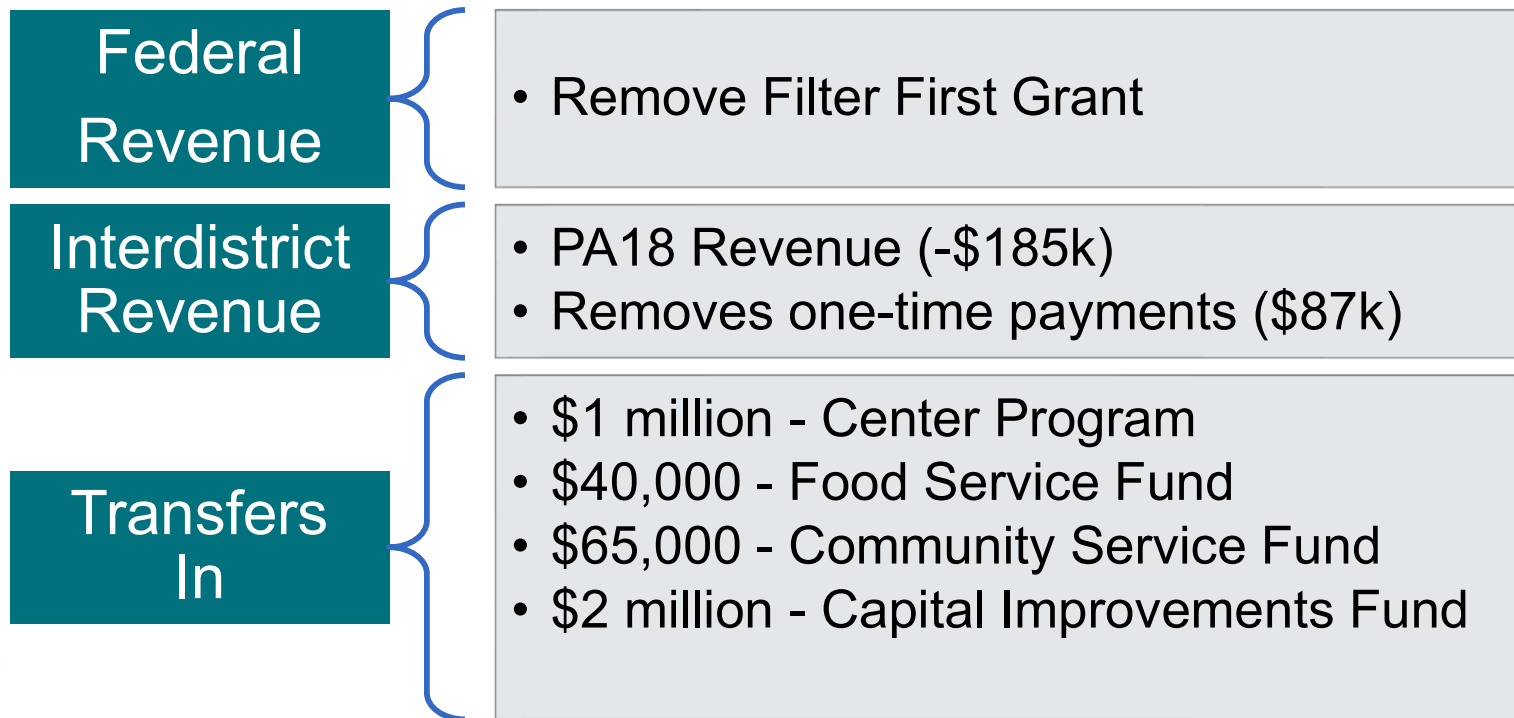 Federal
Revenue
• Remove Filter First Grant
Interdistrict
Revenue
• PA18 Revenue (-$185k)
• Removes one-time payments ($87k)
Transfers
In
• $1 million - Center Program
• $40,000 - Food Service Fund
• $65,000 - Community Service Fund
• $2 million - Capital Improvements Fund